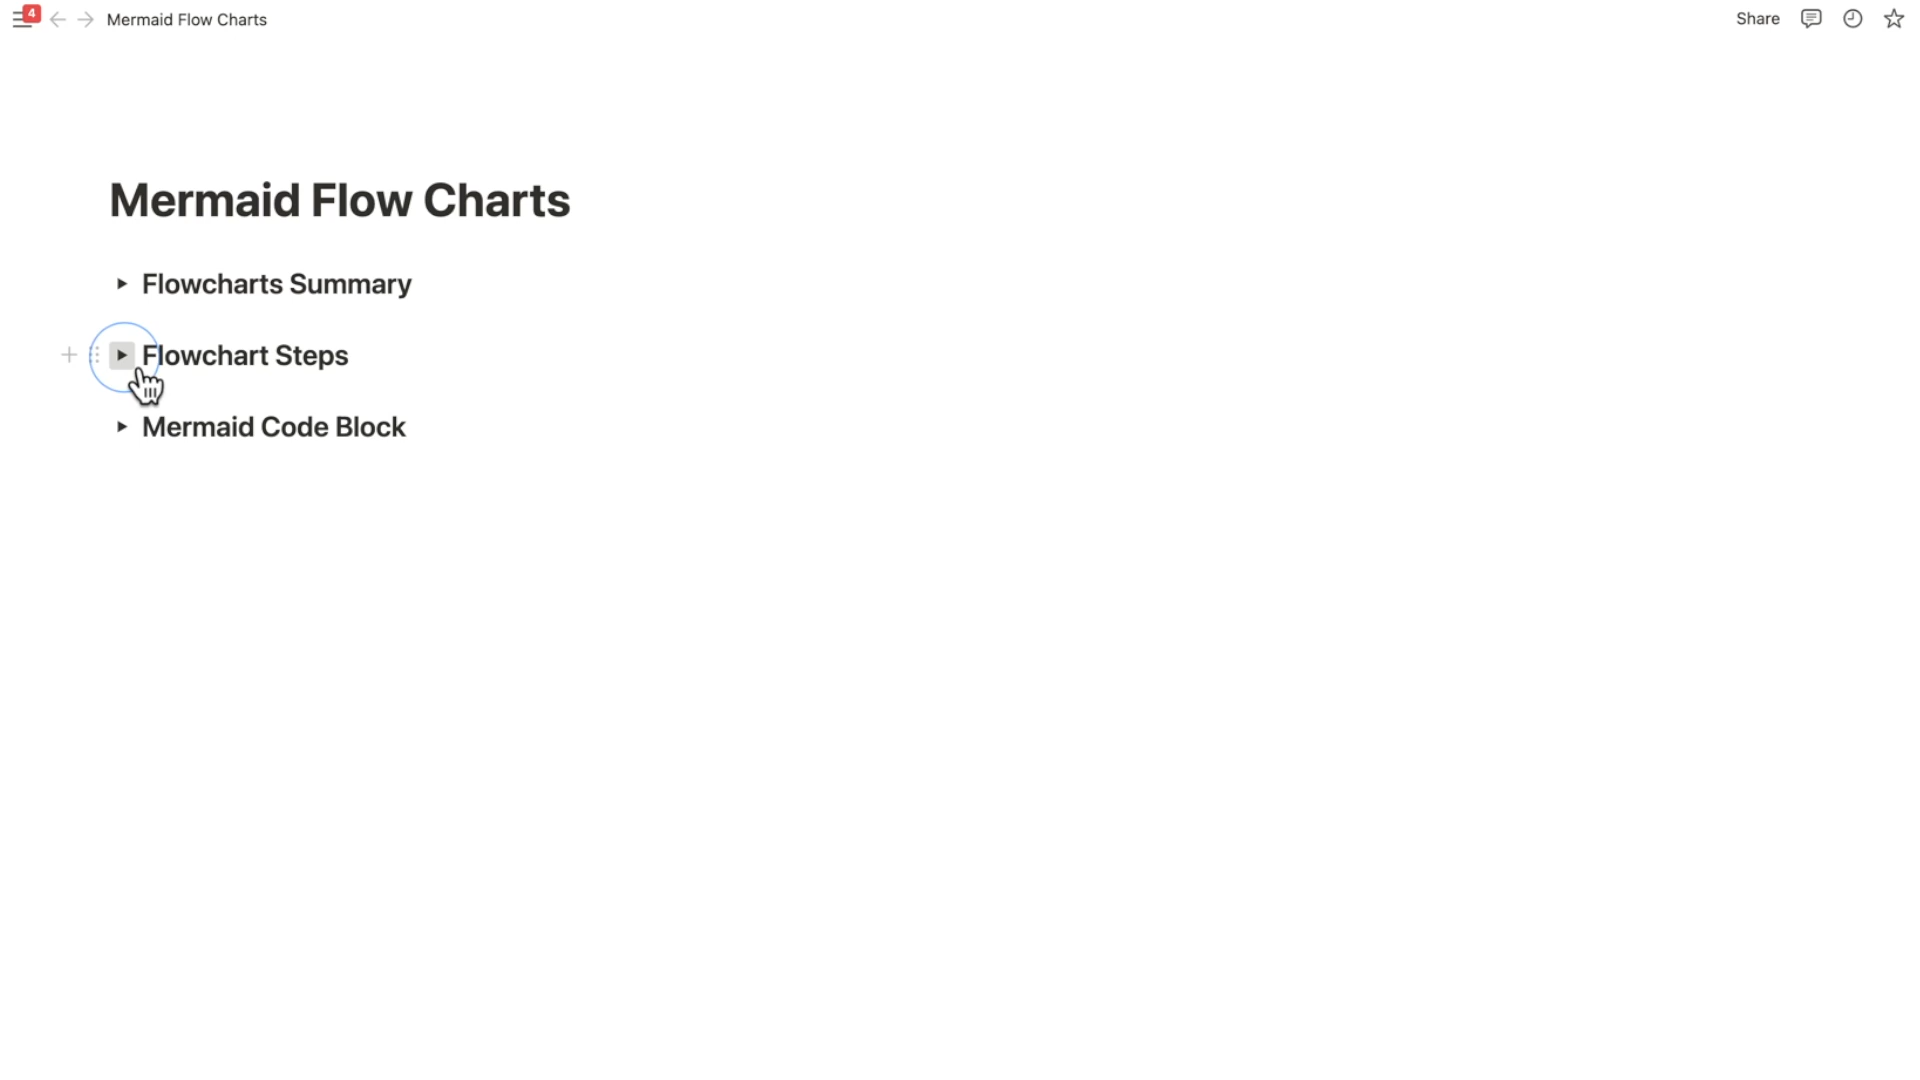 4
Mermaid Flow Charts
Share
Mermaid Flow Charts
Flowcharts Summary
Flowchart Steps
Mermaid Code Block